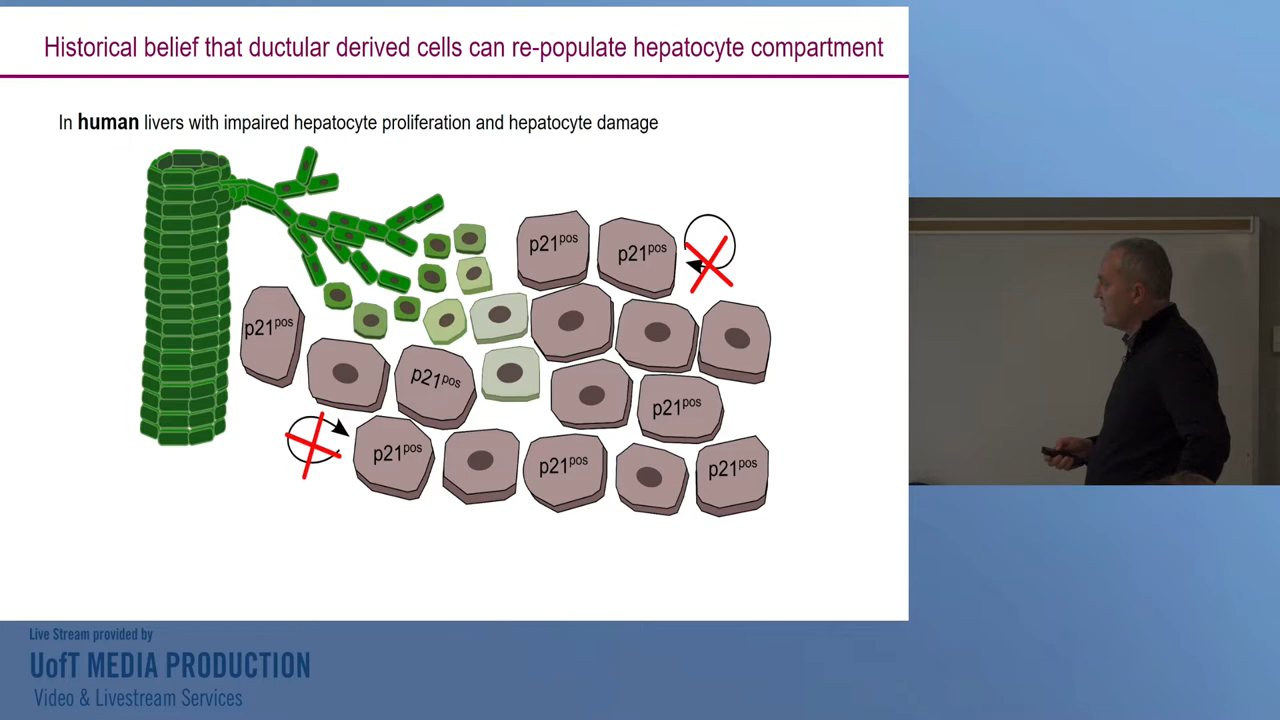 Historical belief that ductular derived cells can re-populate hepatocyte compartment
In human livers with impaired hepatocyte proliferation and hepatocyte damage
p21pos
p21pos
p21pos
p21pos
p21pos
p21pos
p21pos
p21pos
Live Stream provided by
UofT MEDIA PRODUCTION
Video & Livestream Services